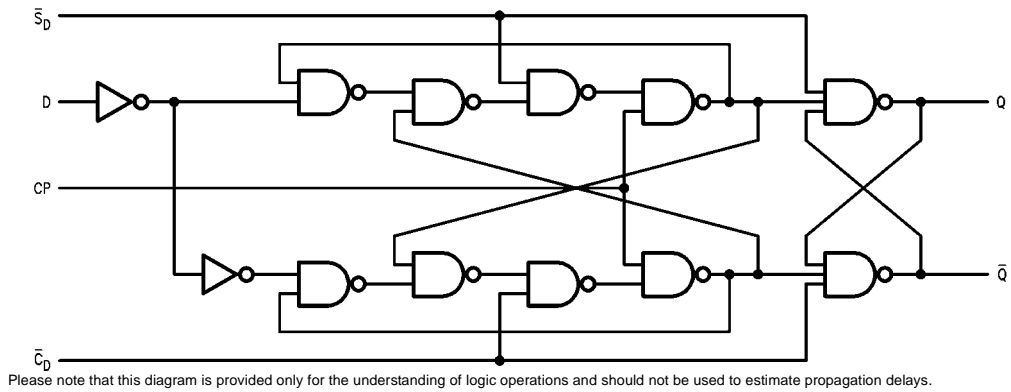 S̄D
D
Q
CP
Q̄
C̄D
Please note that this diagram is provided only for the understanding of logic operations and should not be used to estimate propagation delays.